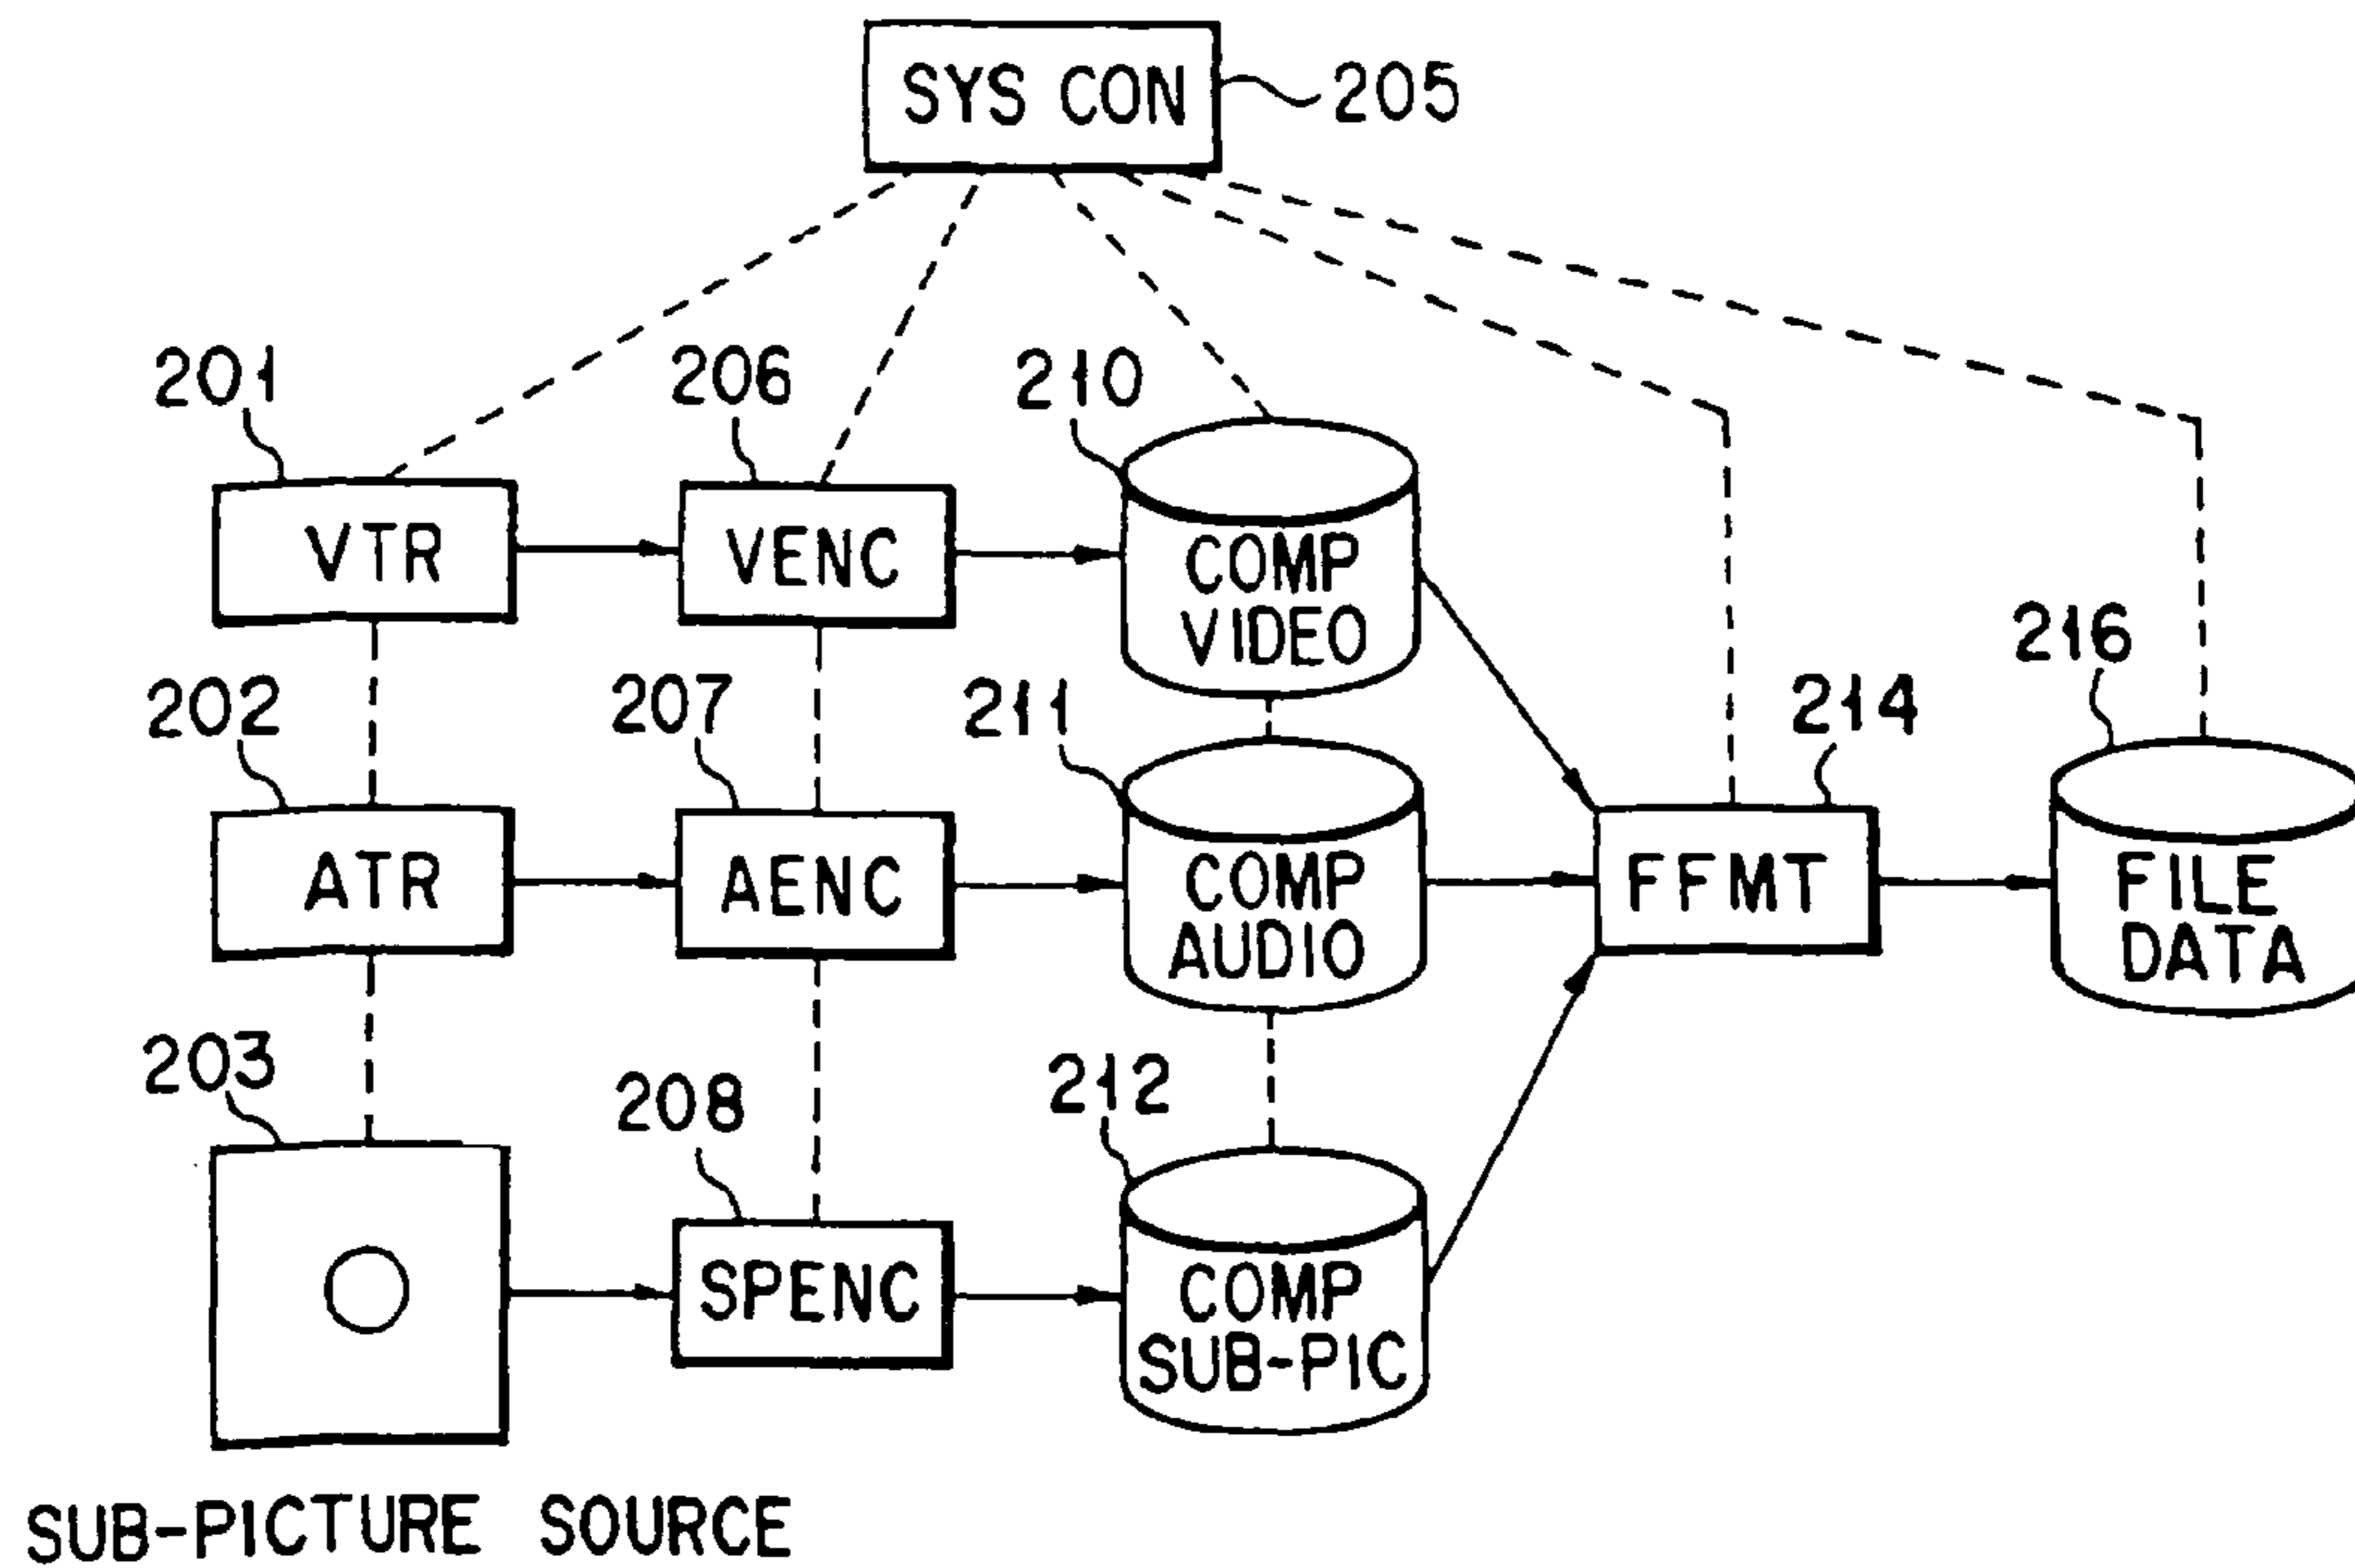 SYS CON
205
201
206
210
VTR
VENC
COMP
VIDEO
216
202
207
211
214
ATR
AENC
COMP
AUDIO
FFMT
FILE
DATA
203
208
212
SPENC
COMP
SUB-PIC
SUB-PICTURE SOURCE